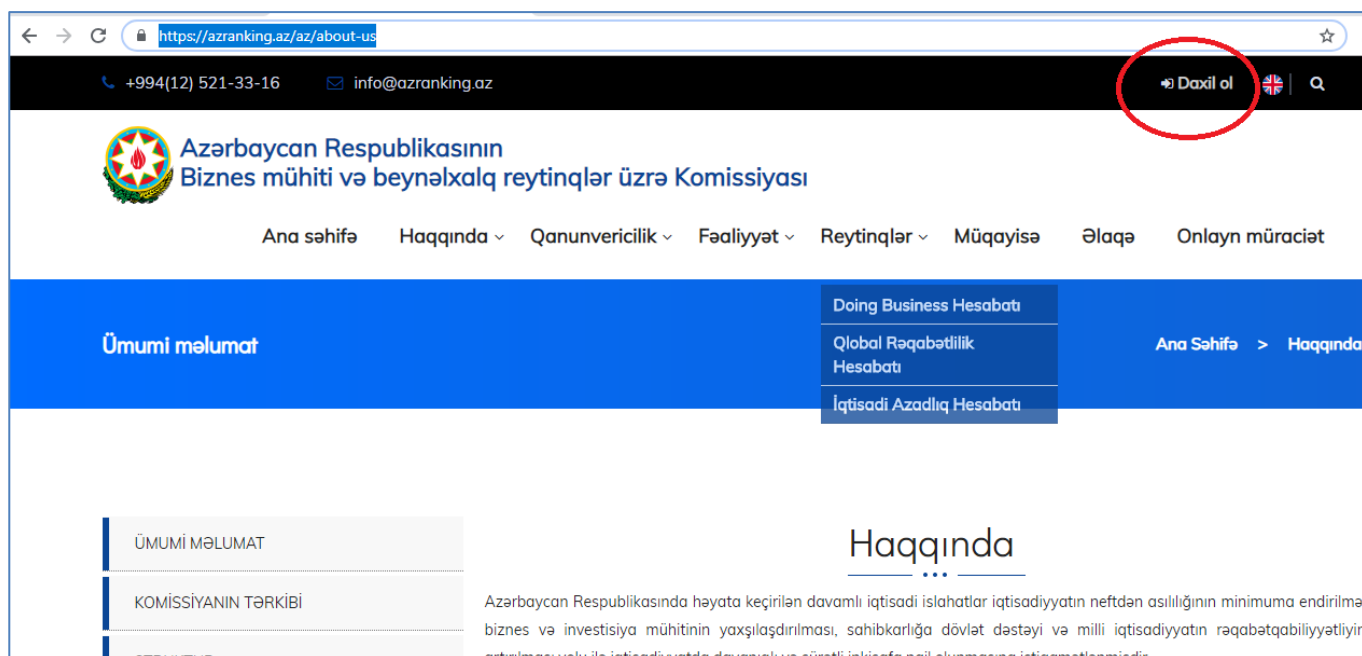 https://azranking.az/az/about-us
+994(12) 521-33-16 info@azranking.az Daxil ol
Azərbaycan Respublikasının
Biznes mühiti və beynəlxalq reytinqlər üzrə Komissiyası
Ana səhifə Haqqında Qanunvericilik Fəaliyyət Reytinqlər Müqayisə Əlaqə Onlayn müraciət
Doing Business Hesabatı
Qlobal Rəqabətlilik
Hesabatı
İqtisadi Azadlıq Hesabatı
Ümumi məlumat
Ana Səhifə > Haqqında
ÜMUMİ MƏLUMAT
KOMİSSİYANIN TƏRKİBİ
Haqqında
Azərbaycan Respublikasında həyata keçirilən davamlı iqtisadi islahatlar iqtisadiyyatın neftdən asılılığının minimuma endirilmə
biznes və investisiya mühitinin yaxşılaşdırılması, sahibkarlığa dövlət dəstəyi və milli iqtisadiyyatın rəqabətqabiliyyətliyin